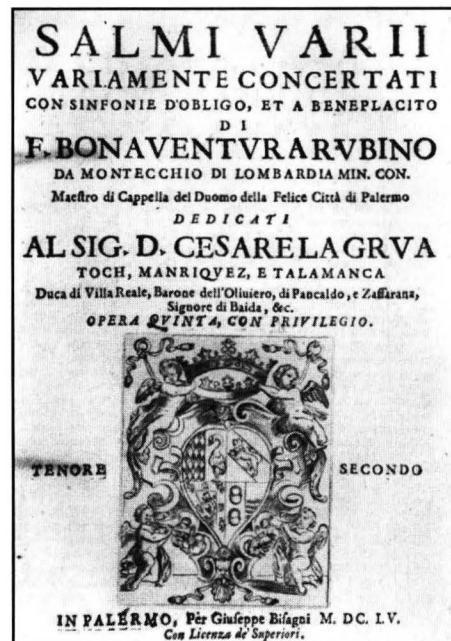 SALMI VARII
VARIAMENTE CONCERTATI
CON SINFONIE D'OBLIGO, ET A BENEPLACITO
DI
F. BONAVENTVRA RVBINO
DA MONTECCHIO DI LOMBARDIA MIN. CON.
Maeſtro di Cappella del Duomo della Felice Città di Palermo
DEDICATI
AL SIG. D. CESARE LA GRVA
TOCH, MANRIQVEZ, E TALAMANCA
Duca di Villa Reale, Barone dell'Oliuiero, di Pancaldo, e Zaffarana,
Signore di Baida, &c.
OPERA QVINTA, CON PRIVILEGIO.
TENORE SECONDO
IN PALERMO, Per Giuſeppe Biſagni M. DC. LV.
Con Licenza de' Superiori.